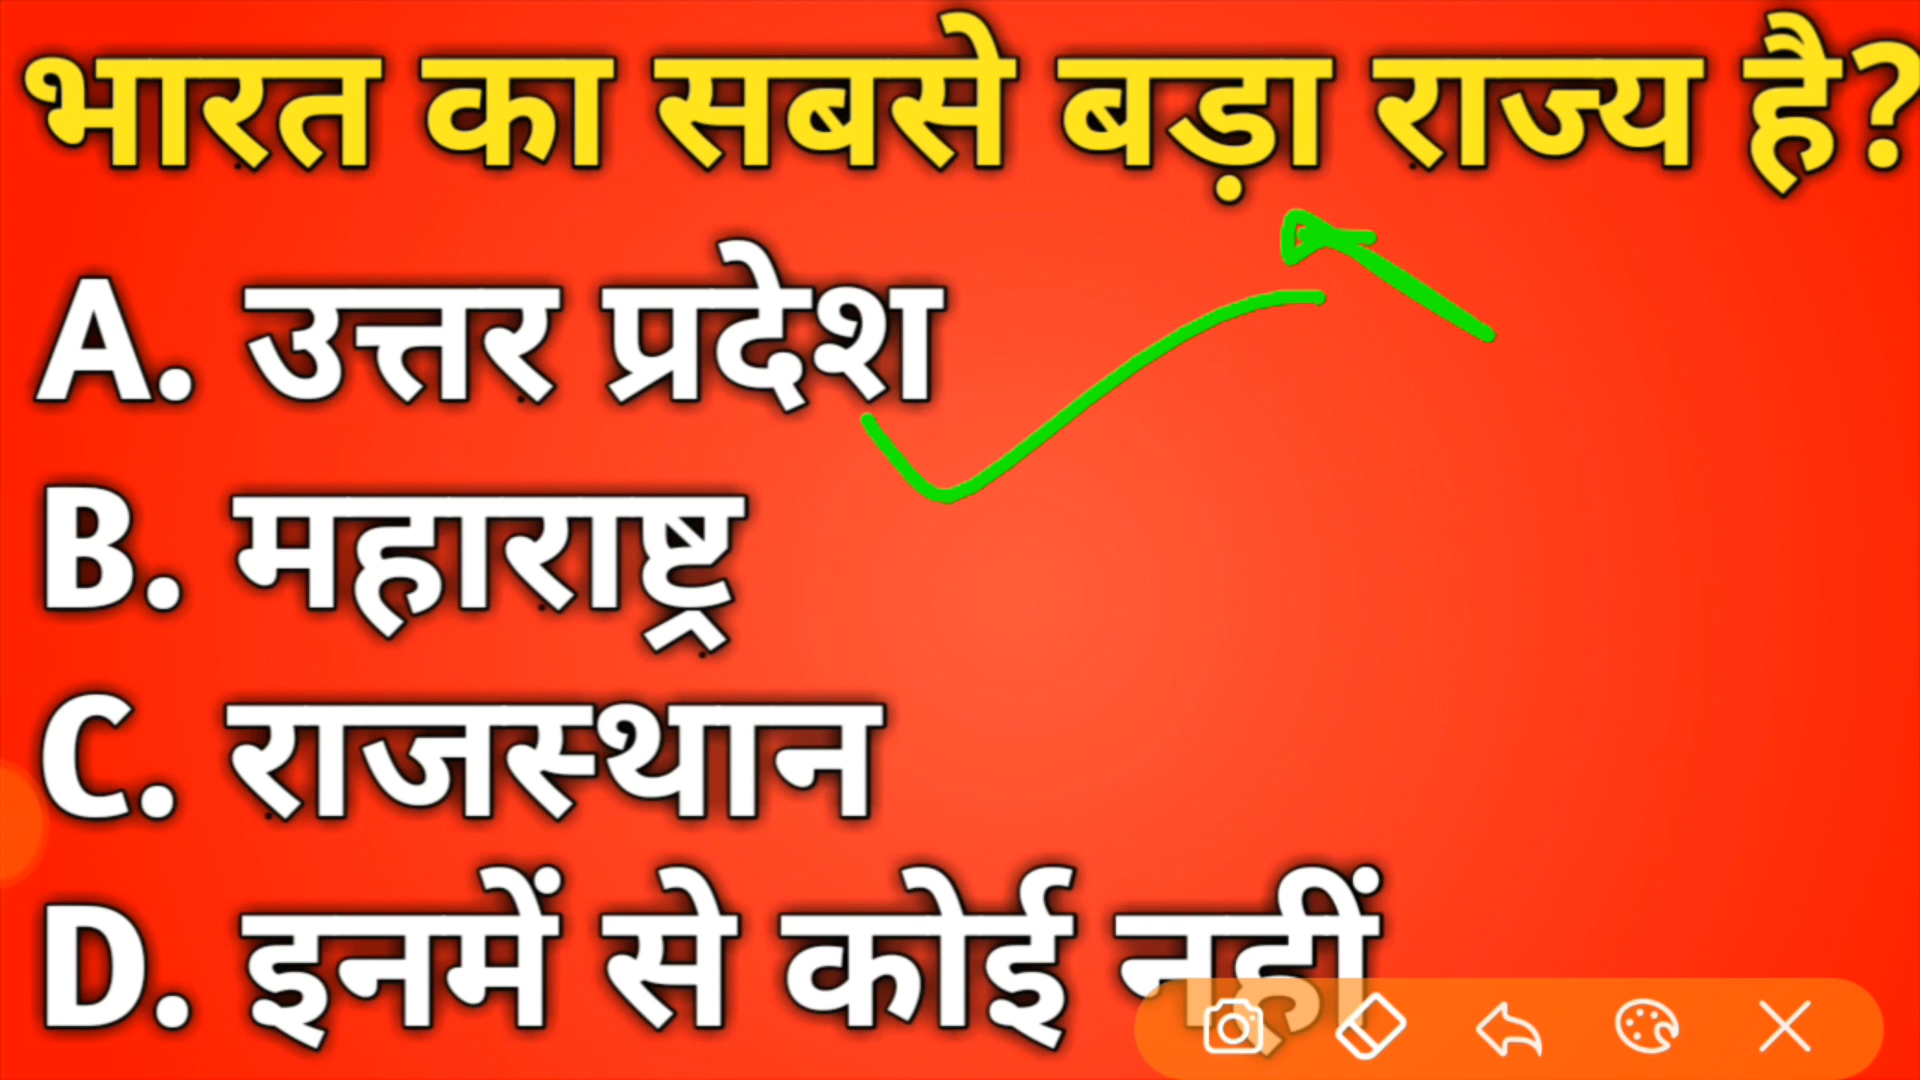 भारत का सबसे बड़ा राज्य है?
A. उत्तर प्रदेश
B. महाराष्ट्र
C. राजस्थान
D. इनमें से कोई नहीं